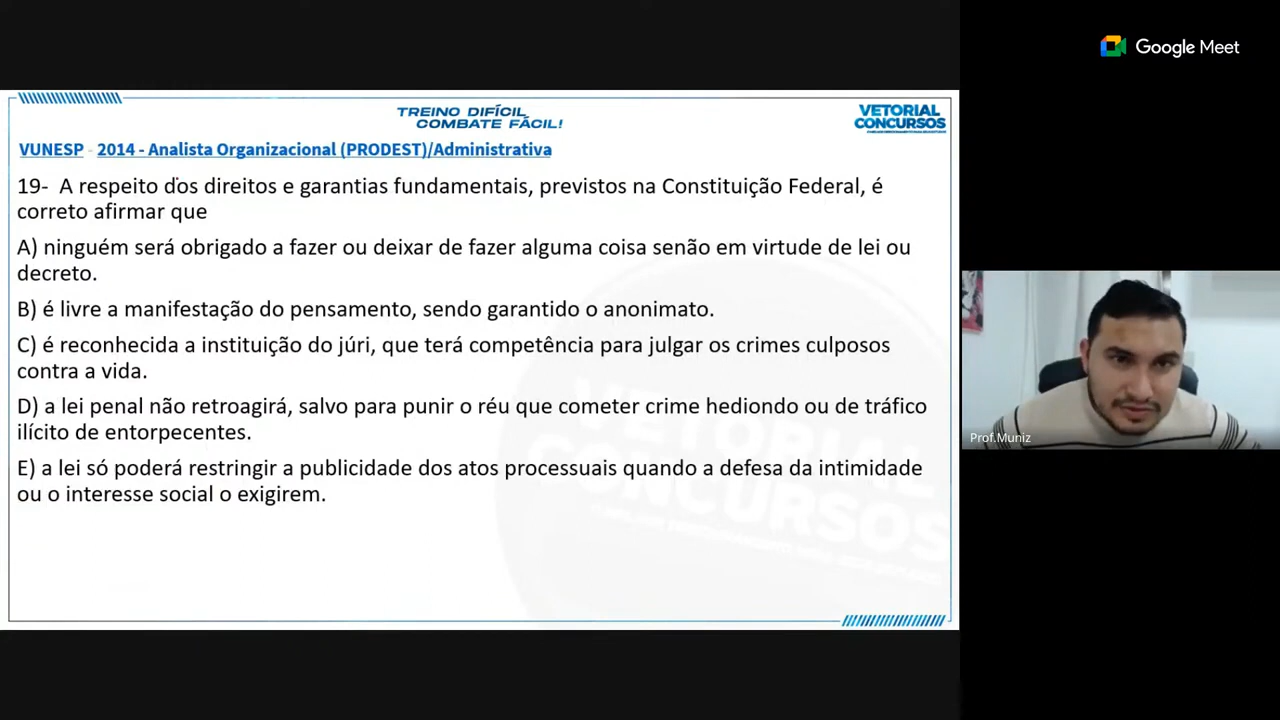 Google Meet
TREINO DIFÍCIL
COMBATE FÁCIL!
VETORIAL
CONCURSOS
VUNESP - 2014 - Analista Organizacional (PRODEST)/Administrativa
19- A respeito dos direitos e garantias fundamentais, previstos na Constituição Federal, é
correto afirmar que
A) ninguém será obrigado a fazer ou deixar de fazer alguma coisa senão em virtude de lei ou
decreto.
B) é livre a manifestação do pensamento, sendo garantido o anonimato.
C) é reconhecida a instituição do júri, que terá competência para julgar os crimes culposos
contra a vida.
D) a lei penal não retroagirá, salvo para punir o réu que cometer crime hediondo ou de tráfico
ilícito de entorpecentes.
E) a lei só poderá restringir a publicidade dos atos processuais quando a defesa da intimidade
ou o interesse social o exigirem.
VETORIAL
CONCURSOS
Prof.Muniz